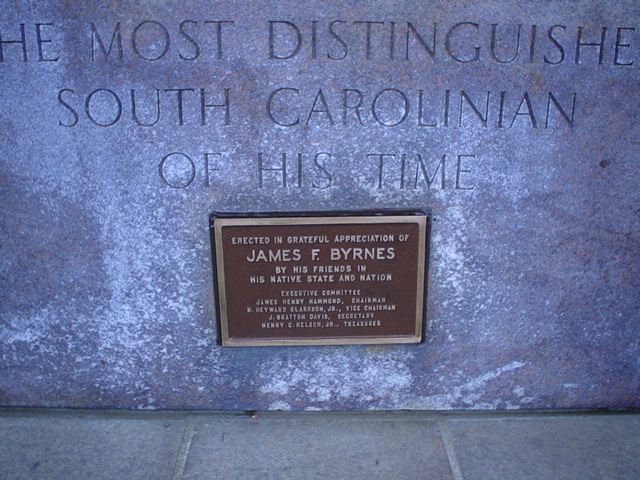 HE MOST DISTINGUISHE
SOUTH CAROLINIAN
OF HIS TIME
ERECTED IN GRATEFUL APPRECIATION OF
JAMES F. BYRNES
BY HIS FRIENDS IN
HIS NATIVE STATE AND NATION
EXECUTIVE COMMITTEE
JAMES HENRY HAMMOND, CHAIRMAN
N. HEYWARD CLARKSON, JR., VICE CHAIRMAN
J. BRATTON DAVIS, SECRETARY
HENRY C. NELSON, JR., TREASURER